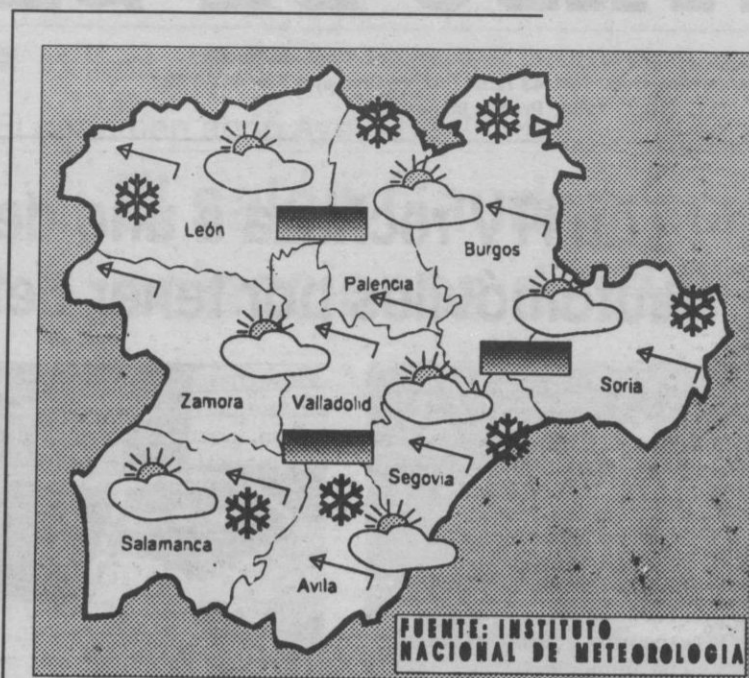 León
Burgos
Palencia
Soria
Zamora
Valladolid
Segovia
Salamanca
Avila
FUENTE: INSTITUTO
NACIONAL DE METEOROLOGIA